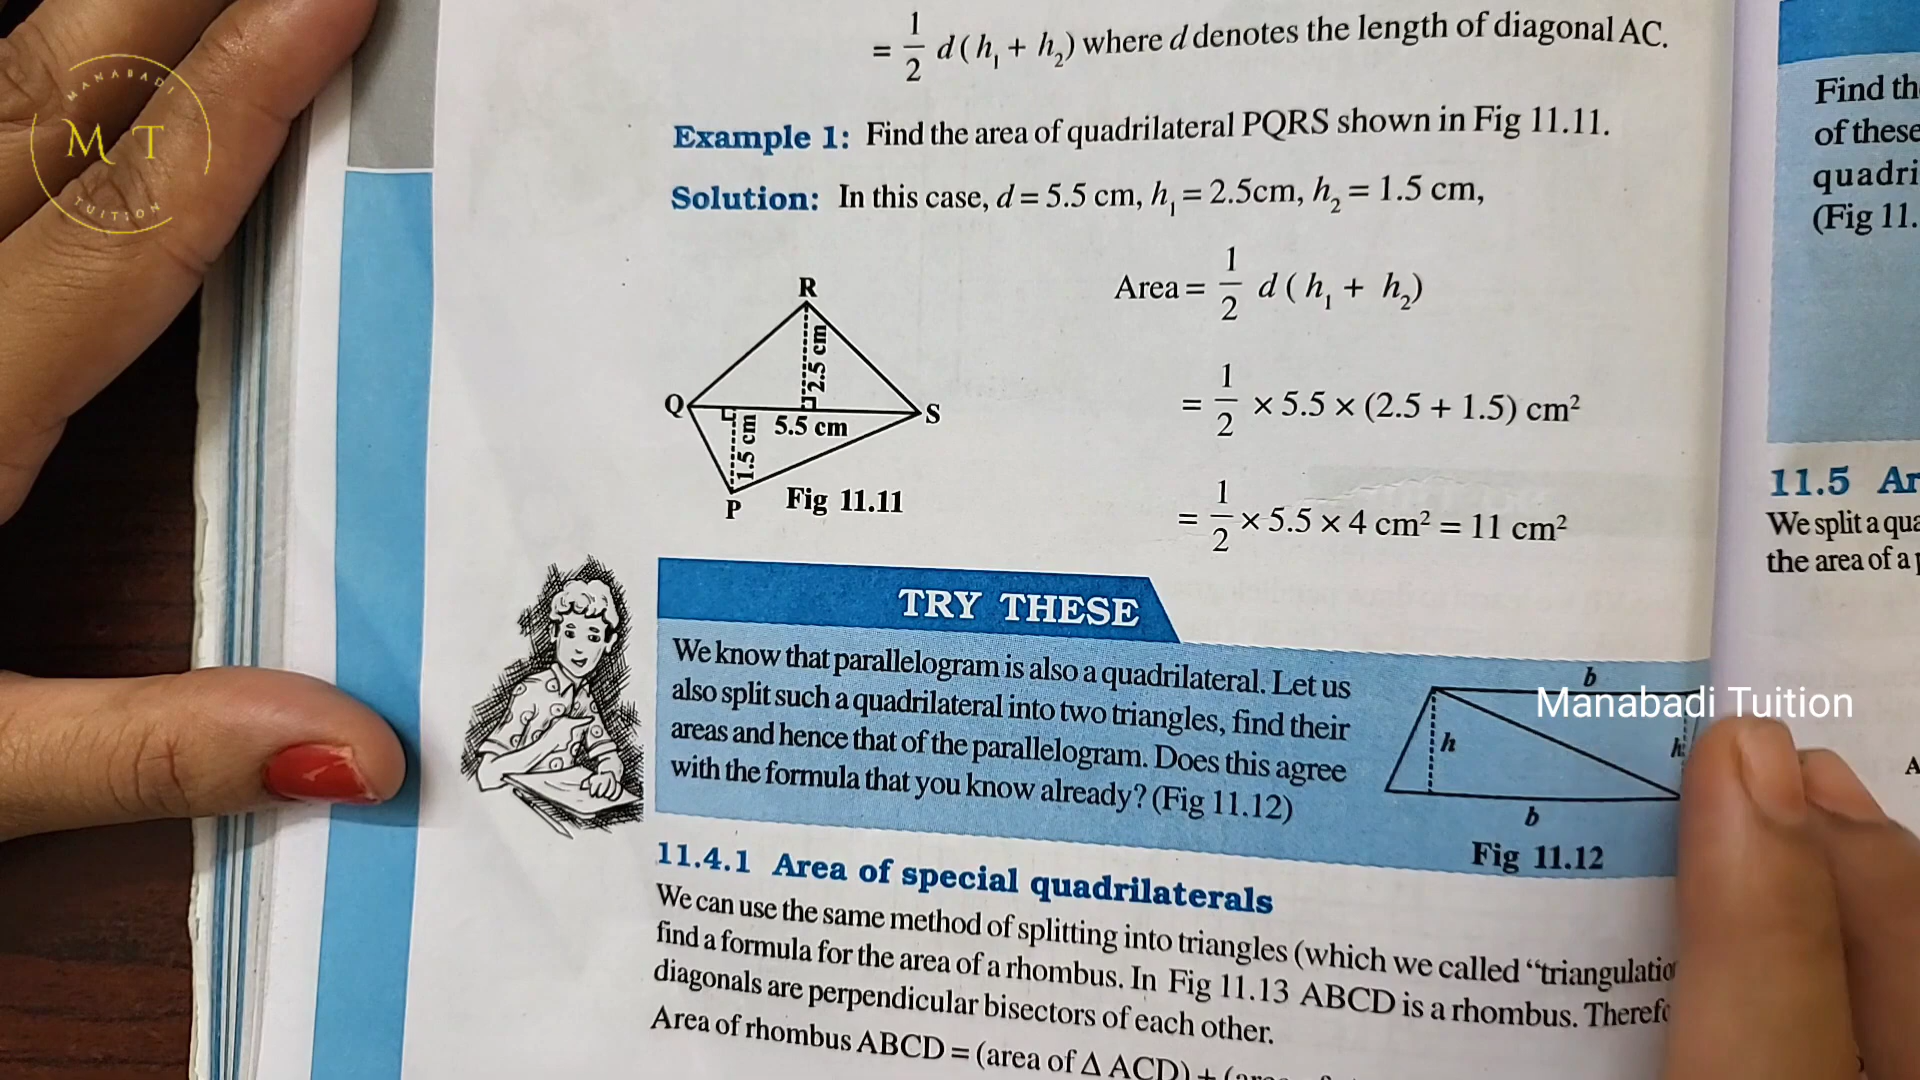 MANABADI
M T
TUITION
= 1/2 d ( h₁ + h₂) where d denotes the length of diagonal AC.
Example 1: Find the area of quadrilateral PQRS shown in Fig 11.11.
Solution: In this case, d = 5.5 cm, h₁ = 2.5cm, h₂ = 1.5 cm,
Area = 1/2 d ( h₁ + h₂)
= 1/2 × 5.5 × (2.5 + 1.5) cm²
= 1/2 × 5.5 × 4 cm² = 11 cm²
R
2.5 cm
Q
S
5.5 cm
1.5 cm
P
Fig 11.11
TRY THESE
We know that parallelogram is also a quadrilateral. Let us
also split such a quadrilateral into two triangles, find their
areas and hence that of the parallelogram. Does this agree
with the formula that you know already? (Fig 11.12)
b
Manabadi Tuition
h
h
b
Fig 11.12
11.4.1 Area of special quadrilaterals
We can use the same method of splitting into triangles (which we called “
find a formula for the area of a rhombus. In Fig 11.13 ABCD is a rhombus.
diagonals are perpendicular bisectors of each other.
Area of rhombus ABCD = (area of Δ ACD) + (
Find
of these
(Fig 11.
11.5
We split a
the area of a
A